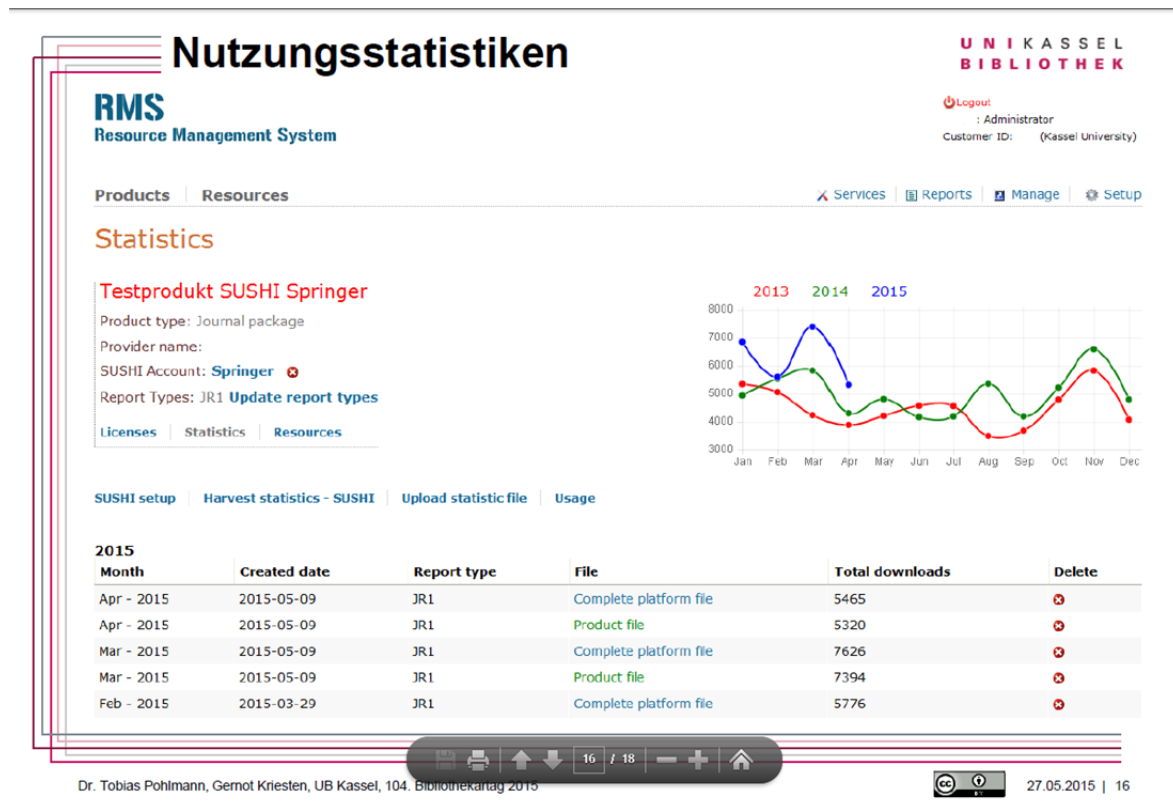 Nutzungsstatistiken
UNIKASSEL
BIBLIOTHEK
RMS
Resource Management System
Logout
: Administrator
Customer ID: (Kassel University)
Products Resources
Services Reports Manage Setup
Statistics
Testprodukt SUSHI Springer
Product type: Journal package
Provider name:
SUSHI Account: Springer
Report Types: JR1 Update report types
Licenses Statistics Resources
2013 2014 2015
8000
7000
6000
5000
4000
3000
Jan Feb Mar Apr May Jun Jul Aug Sep Oct Nov Dec
SUSHI setup Harvest statistics - SUSHI Upload statistic file Usage
2015
Month Created date Report type File Total downloads Delete
Apr - 2015 2015-05-09 JR1 Complete platform file 5465
Apr - 2015 2015-05-09 JR1 Product file 5320
Mar - 2015 2015-05-09 JR1 Complete platform file 7626
Mar - 2015 2015-05-09 JR1 Product file 7394
Feb - 2015 2015-03-29 JR1 Complete platform file 5776
16 / 18
Dr. Tobias Pohlmann, Gernot Kriesten, UB Kassel, 104. Bibliothekartag 2015
cc BY
27.05.2015 | 16